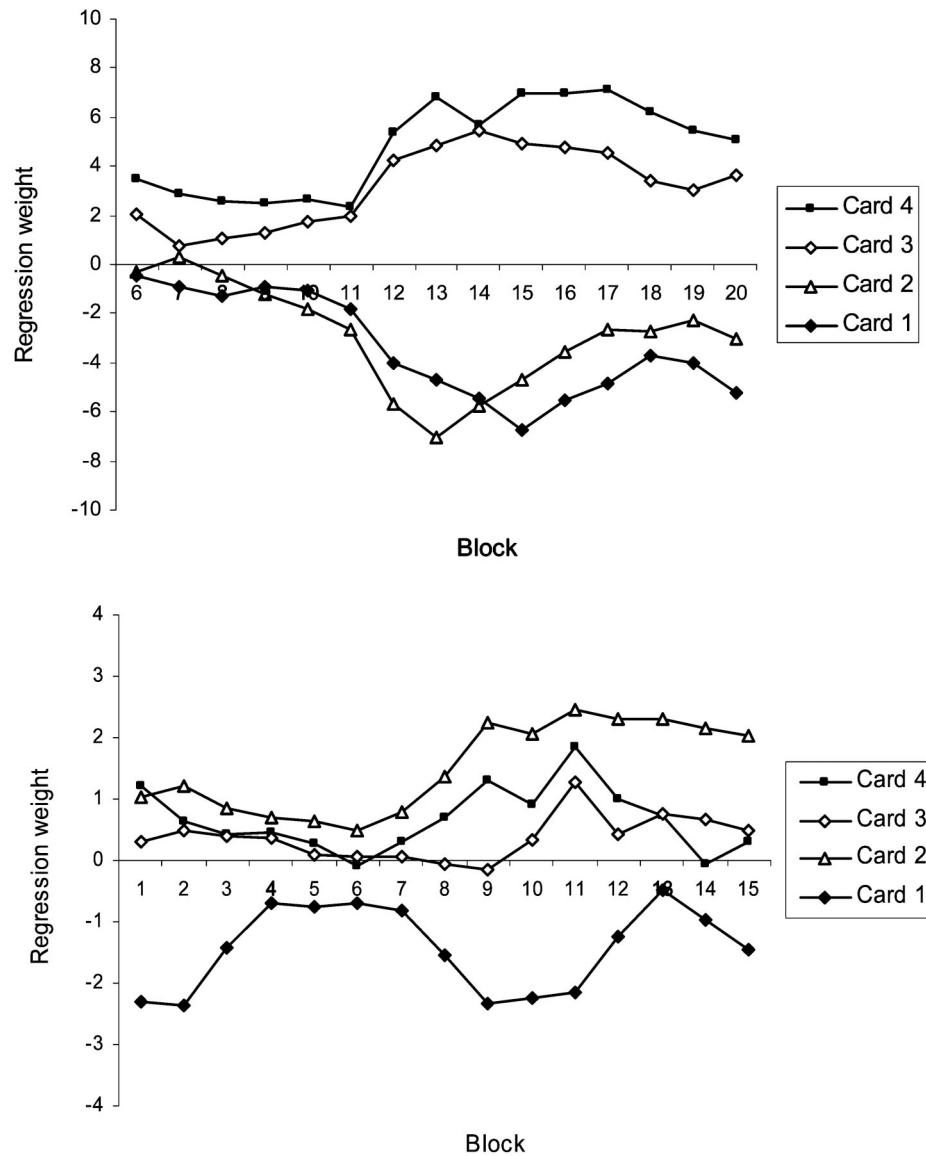 10
8
6
4
2
0
-2
-4
-6
-8
-10
Regression weight
6 7 8 9 10 11 12 13 14 15 16 17 18 19 20
Block
Card 4
Card 3
Card 2
Card 1
4
3
2
1
0
-1
-2
-3
-4
Regression weight
1 2 3 4 5 6 7 8 9 10 11 12 13 14 15
Block
Card 4
Card 3
Card 2
Card 1